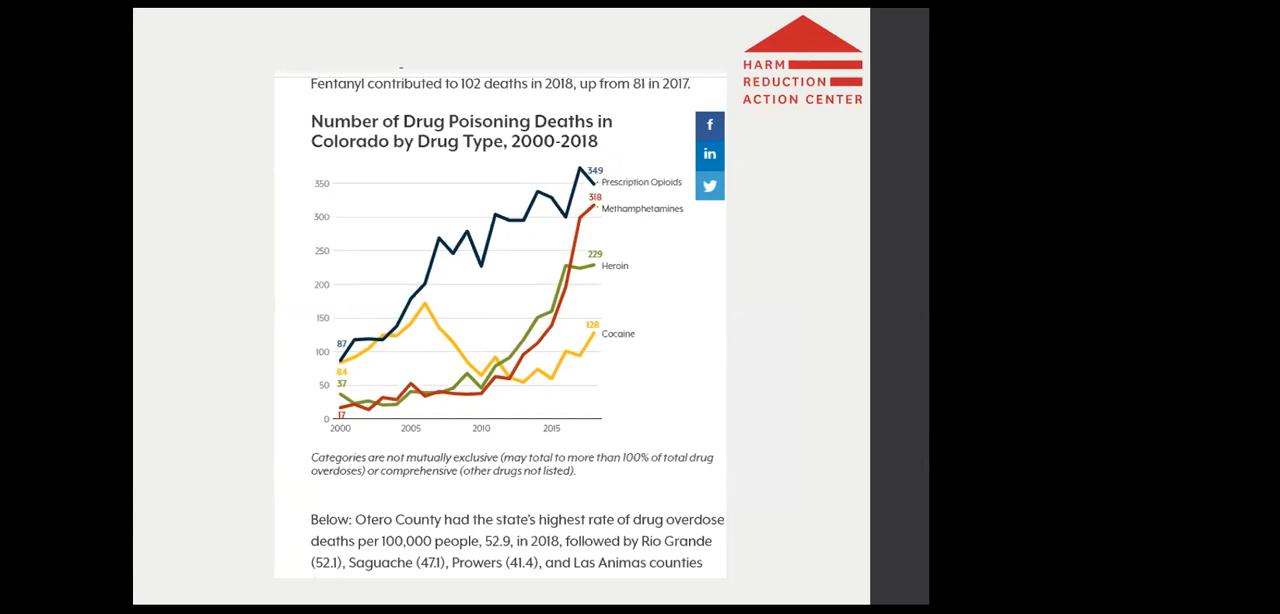 HARM
REDUCTION
ACTION CENTER
Fentanyl contributed to 102 deaths in 2018, up from 81 in 2017.
Number of Drug Poisoning Deaths in
Colorado by Drug Type, 2000-2018
f
in
350
300
250
200
150
100
50
0
349
Prescription Opioids
318
Methamphetamines
229
Heroin
128
Cocaine
87
84
37
17
2000
2005
2010
2015
Categories are not mutually exclusive (may total to more than 100% of total drug
overdoses) or comprehensive (other drugs not listed).
Below: Otero County had the state's highest rate of drug overdose
deaths per 100,000 people, 52.9, in 2018, followed by Rio Grande
(52.1), Saguache (47.1), Prowers (41.4), and Las Animas counties